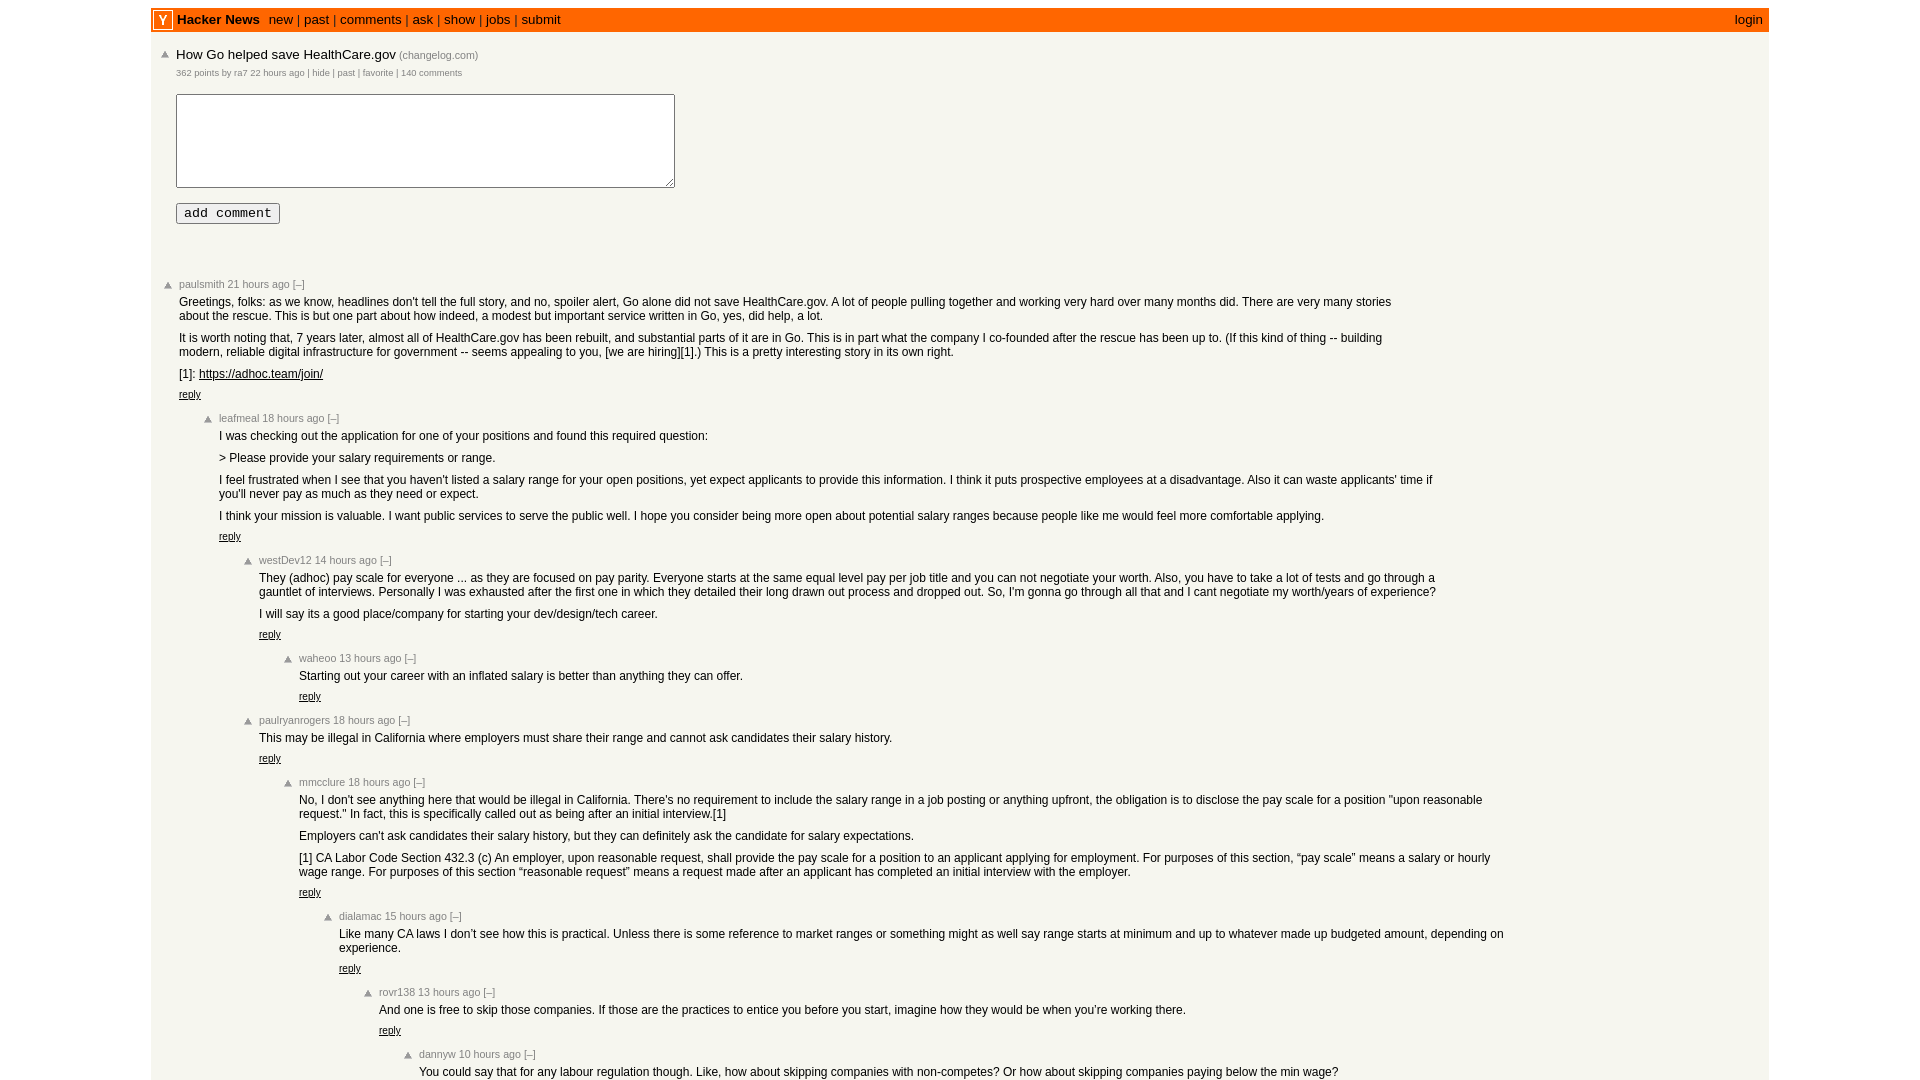 Y Hacker News new | past | comments | ask | show | jobs | submit login
How Go helped save HealthCare.gov (changelog.com)
362 points by ra7 22 hours ago | hide | past | favorite | 140 comments
add comment
paulsmith 21 hours ago [–]
Greetings, folks: as we know, headlines don't tell the full story, and no, spoiler alert, Go alone did not save HealthCare.gov. A lot of people pulling together and working very hard over many months did. There are very many stories
about the rescue. This is but one part about how indeed, a modest but important service written in Go, yes, did help, a lot.
It is worth noting that, 7 years later, almost all of HealthCare.gov has been rebuilt, and substantial parts of it are in Go. This is in part what the company I co-founded after the rescue has been up to. (If this kind of thing -- building
modern, reliable digital infrastructure for government -- seems appealing to you, [we are hiring][1].) This is a pretty interesting story in its own right.
[1]: https://adhoc.team/join/
reply
leafmeal 18 hours ago [–]
I was checking out the application for one of your positions and found this required question:
> Please provide your salary requirements or range.
I feel frustrated when I see that you haven't listed a salary range for your open positions, yet expect applicants to provide this information. I think it puts prospective employees at a disadvantage. Also it can waste applicants' time if
you'll never pay as much as they need or expect.
I think your mission is valuable. I want public services to serve the public well. I hope you consider being more open about potential salary ranges because people like me would feel more comfortable applying.
reply
westDev12 14 hours ago [–]
They (adhoc) pay scale for everyone ... as they are focused on pay parity. Everyone starts at the same equal level pay per job title and you can not negotiate your worth. Also, you have to take a lot of tests and go through a
gauntlet of interviews. Personally I was exhausted after the first one in which they detailed their long drawn out process and dropped out. So, I'm gonna go through all that and I cant negotiate my worth/years of experience?
I will say its a good place/company for starting your dev/design/tech career.
reply
waheoo 13 hours ago [–]
Starting out your career with an inflated salary is better than anything they can offer.
reply
paulryanrogers 18 hours ago [–]
This may be illegal in California where employers must share their range and cannot ask candidates their salary history.
reply
mmcclure 18 hours ago [–]
No, I don't see anything here that would be illegal in California. There's no requirement to include the salary range in a job posting or anything upfront, the obligation is to disclose the pay scale for a position "upon reasonable
request." In fact, this is specifically called out as being after an initial interview.[1]
Employers can't ask candidates their salary history, but they can definitely ask the candidate for salary expectations.
[1] CA Labor Code Section 432.3 (c) An employer, upon reasonable request, shall provide the pay scale for a position to an applicant applying for employment. For purposes of this section, “pay scale” means a salary or hourly
wage range. For purposes of this section “reasonable request” means a request made after an applicant has completed an initial interview with the employer.
reply
dialamac 15 hours ago [–]
Like many CA laws I don’t see how this is practical. Unless there is some reference to market ranges or something might as well say range starts at minimum and up to whatever made up budgeted amount, depending on
experience.
reply
rovr138 13 hours ago [–]
And one is free to skip those companies. If those are the practices to entice you before you start, imagine how they would be when you’re working there.
reply
dannyw 10 hours ago [–]
You could say that for any labour regulation though. Like, how about skipping companies with non-competes? Or how about skipping companies paying below the min wage?